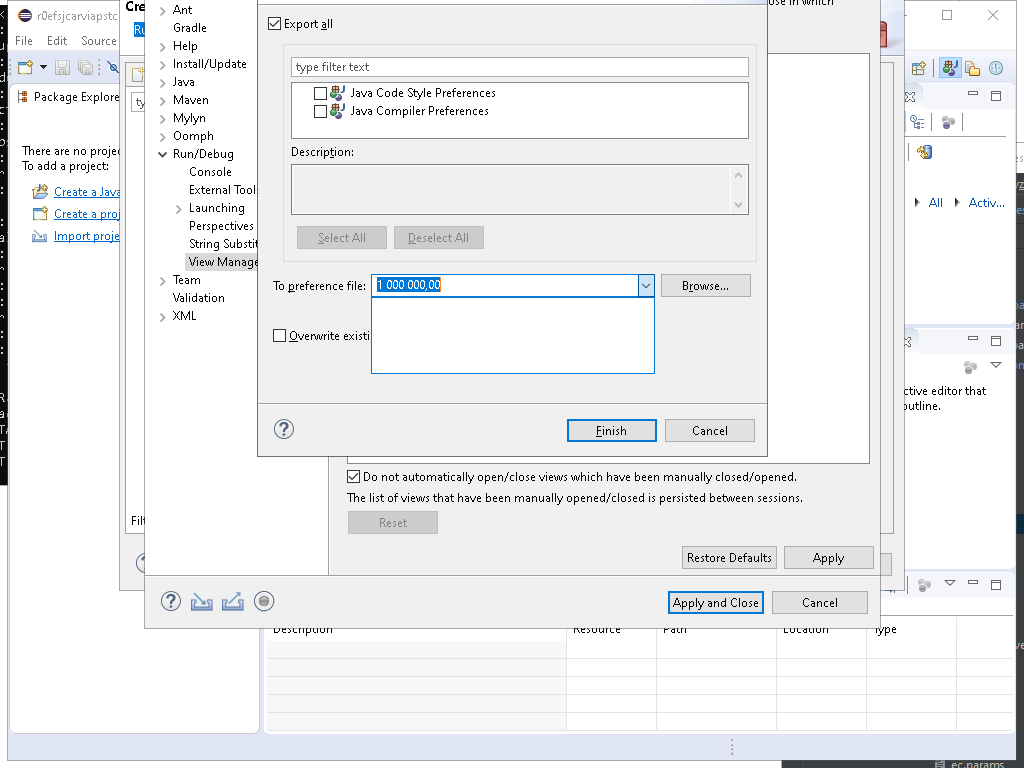 r0efsjcarviapstc
Cre
Ru
File Edit Source
Package Explore
There are no projec
To add a project:
Create a Java
Create a proj
Import proje
ty
Filt
Ant
Gradle
Help
Install/Update
Java
Maven
Mylyn
Oomph
Run/Debug
Console
External Tools
Launching
Perspectives
String Substit
View Manage
Team
Validation
XML
Export all
type filter text
Java Code Style Preferences
Java Compiler Preferences
Description:
Select All
Deselect All
To preference file:
1 000 000,00
Browse...
Overwrite existi
Finish
Cancel
Do not automatically open/close views which have been manually closed/opened.
The list of views that have been manually opened/closed is persisted between sessions.
Reset
Restore Defaults
Apply
Apply and Close
Cancel
All
Activ...
ctive editor that
outline.
Description Resource Path Location Type
ec.params